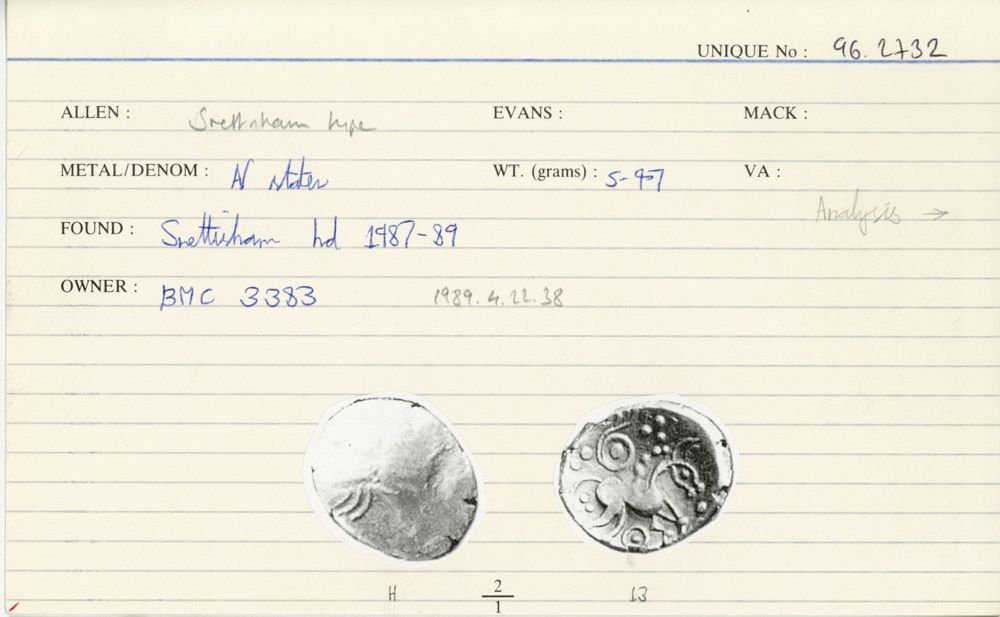 UNIQUE No : 96. 2732
ALLEN : Snettisham type EVANS : MACK :
METAL/DENOM : AV stater WT. (grams) : 5-97 VA :
Analysis →
FOUND : Snettisham hd 1987-89
OWNER : BMC 3383 1989. 4. 22. 38
H 2/1 13